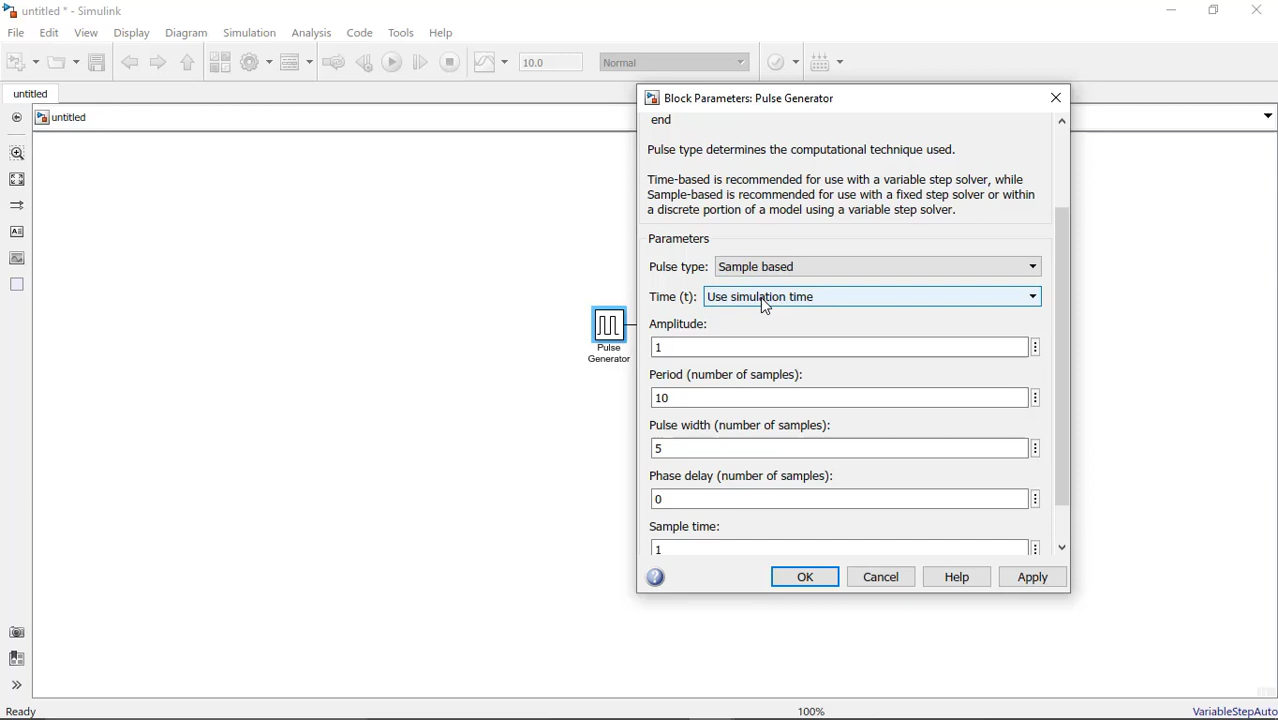 untitled * - Simulink
File Edit View Display Diagram Simulation Analysis Code Tools Help
10.0 Normal
untitled
untitled
Pulse
Generator
Block Parameters: Pulse Generator
end
Pulse type determines the computational technique used.
Time-based is recommended for use with a variable step solver, while
Sample-based is recommended for use with a fixed step solver or within
a discrete portion of a model using a variable step solver.
Parameters
Pulse type: Sample based
Time (t): Use simulation time
Amplitude:
1
Period (number of samples):
10
Pulse width (number of samples):
5
Phase delay (number of samples):
0
Sample time:
1
OK Cancel Help Apply
Ready 100% VariableStepAuto